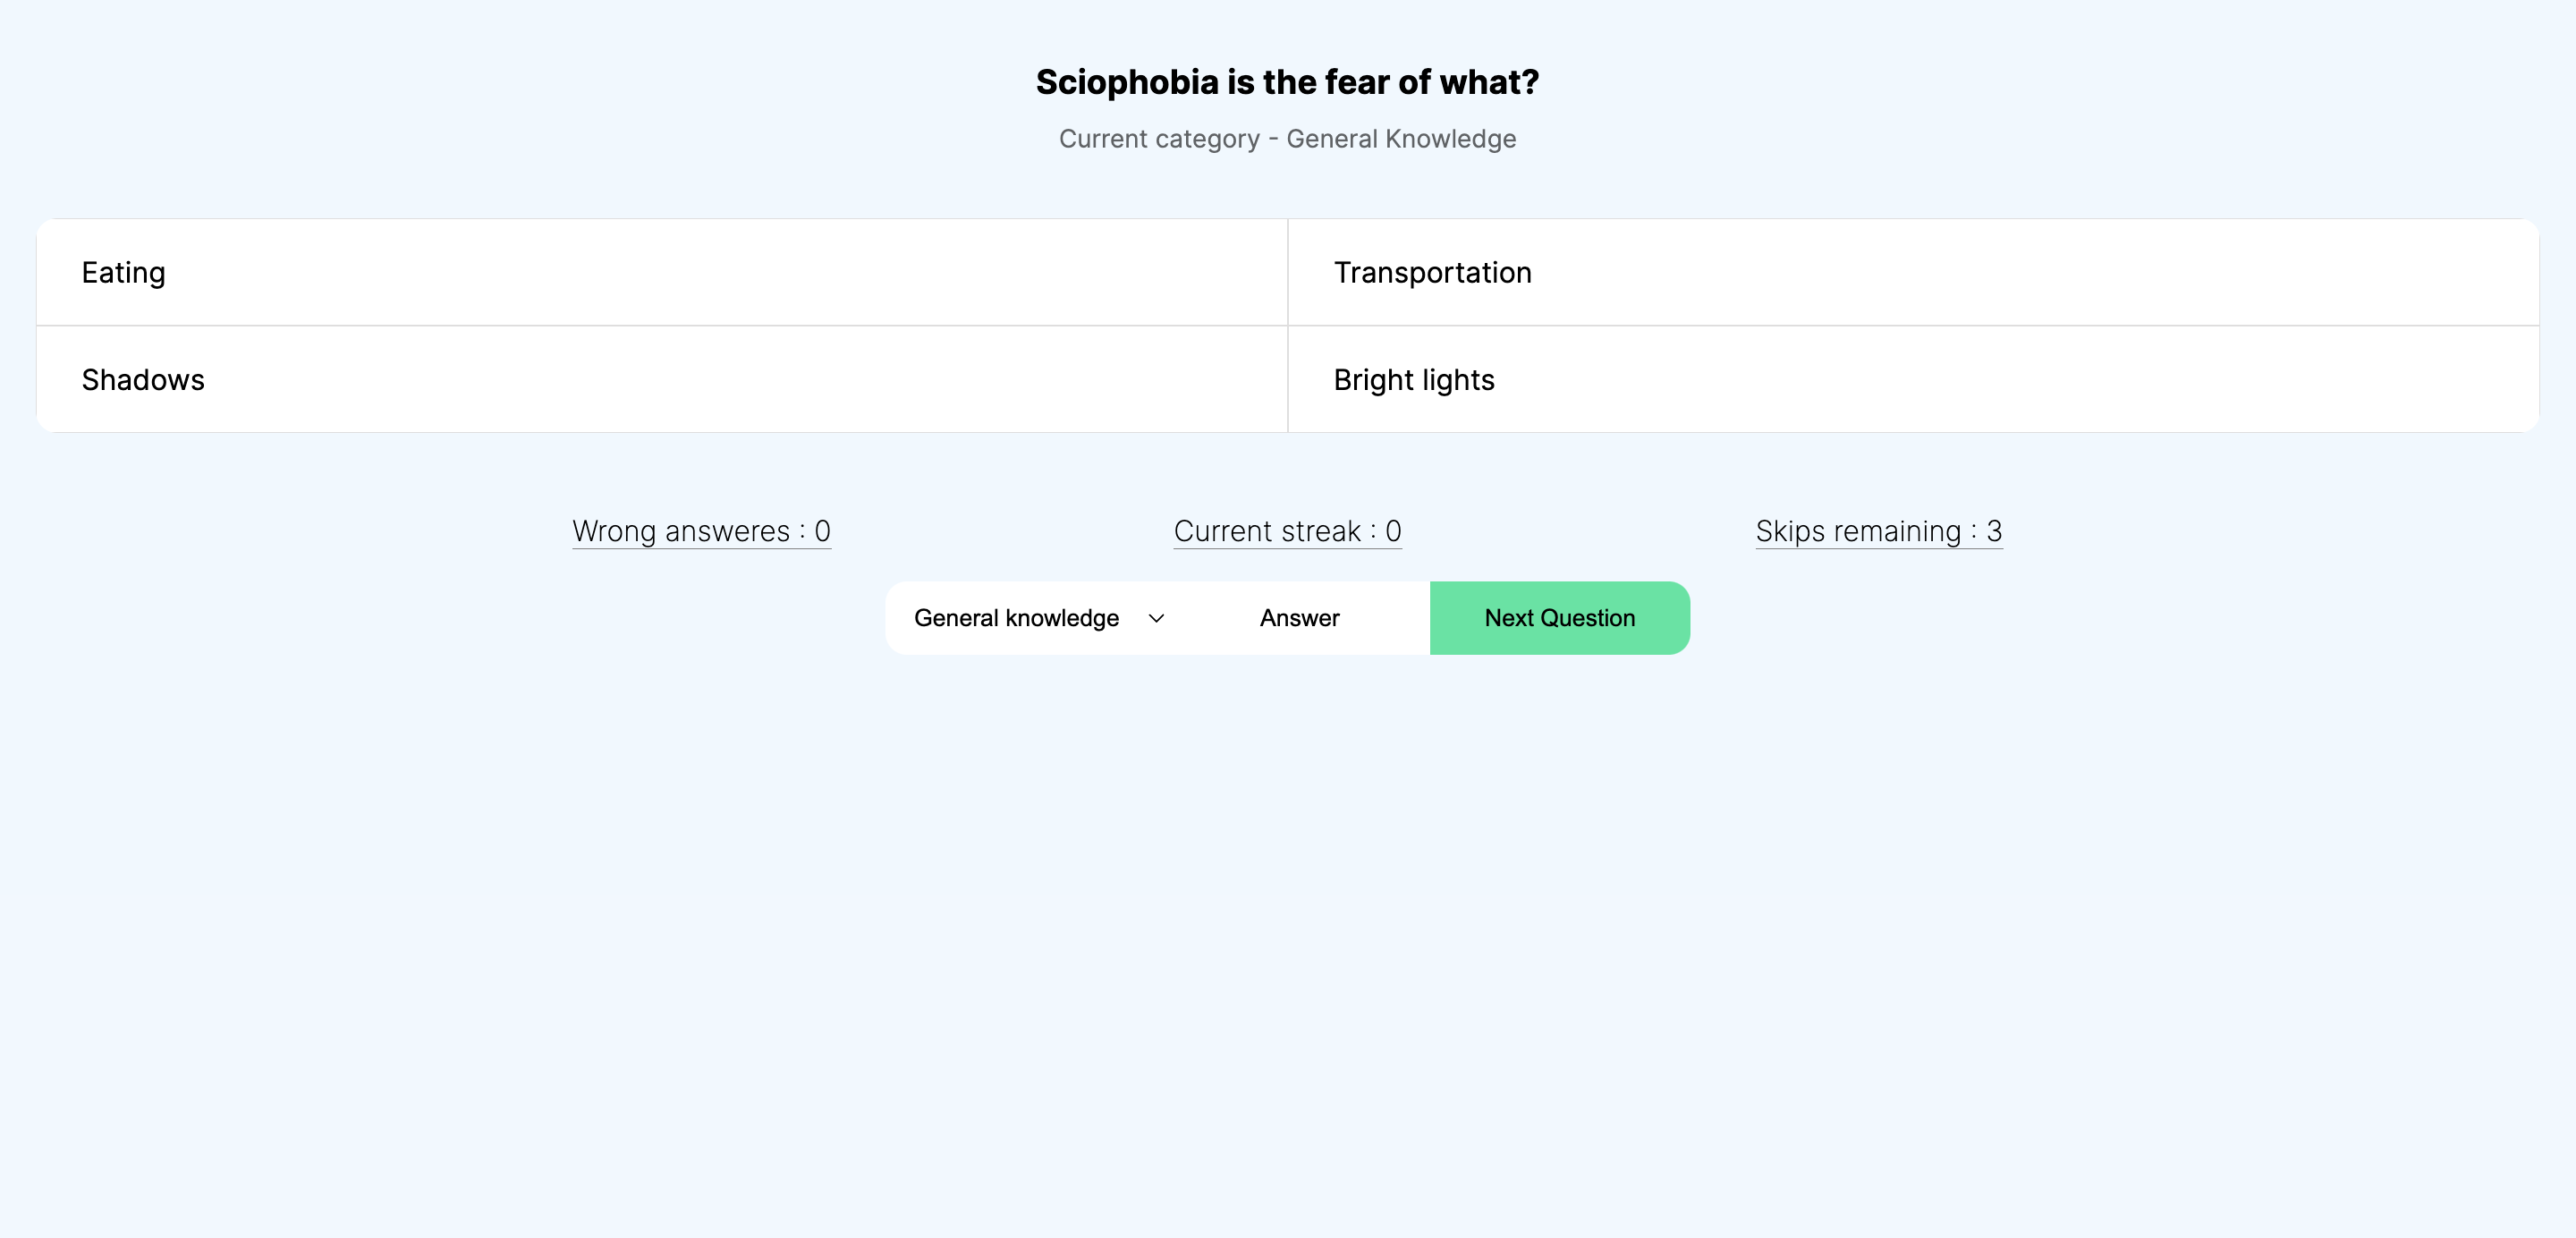 Sciophobia is the fear of what?
Current category - General Knowledge
Eating
Transportation
Shadows
Bright lights
Wrong answeres : 0
Current streak : 0
Skips remaining : 3
General knowledge
Answer
Next Question